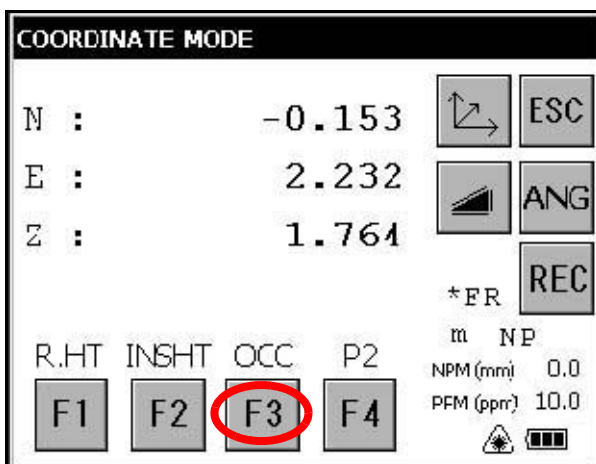 COORDINATE MODE
N : -0.153
E : 2.232
Z : 1.764
ESC
ANG
REC
*FR
m NP
NPM (mm) 0.0
PFM (ppm) 10.0
R.HT INSHT OCC P2
F1 F2 F3 F4